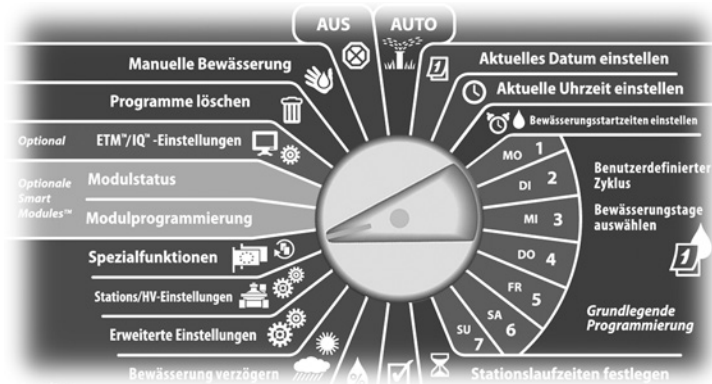 AUS
AUTO
Manuelle Bewässerung
Programme löschen
Optional
ETM™/IQ™ -Einstellungen
Optionale
Smart
Modules™
Modulstatus
Modulprogrammierung
Spezialfunktionen
Stations/HV-Einstellungen
Erweiterte Einstellungen
Bewässerung verzögern
%
Aktuelles Datum einstellen
1
Aktuelle Uhrzeit einstellen
Bewässerungsstartzeiten einstellen
MO 1
DI 2
MI 3
DO 4
FR 5
SA 6
SU 7
Benutzerdefinierter
Zyklus
Bewässerungstage
auswählen
1
Grundlegende
Programmierung
Stationslaufzeiten festlegen